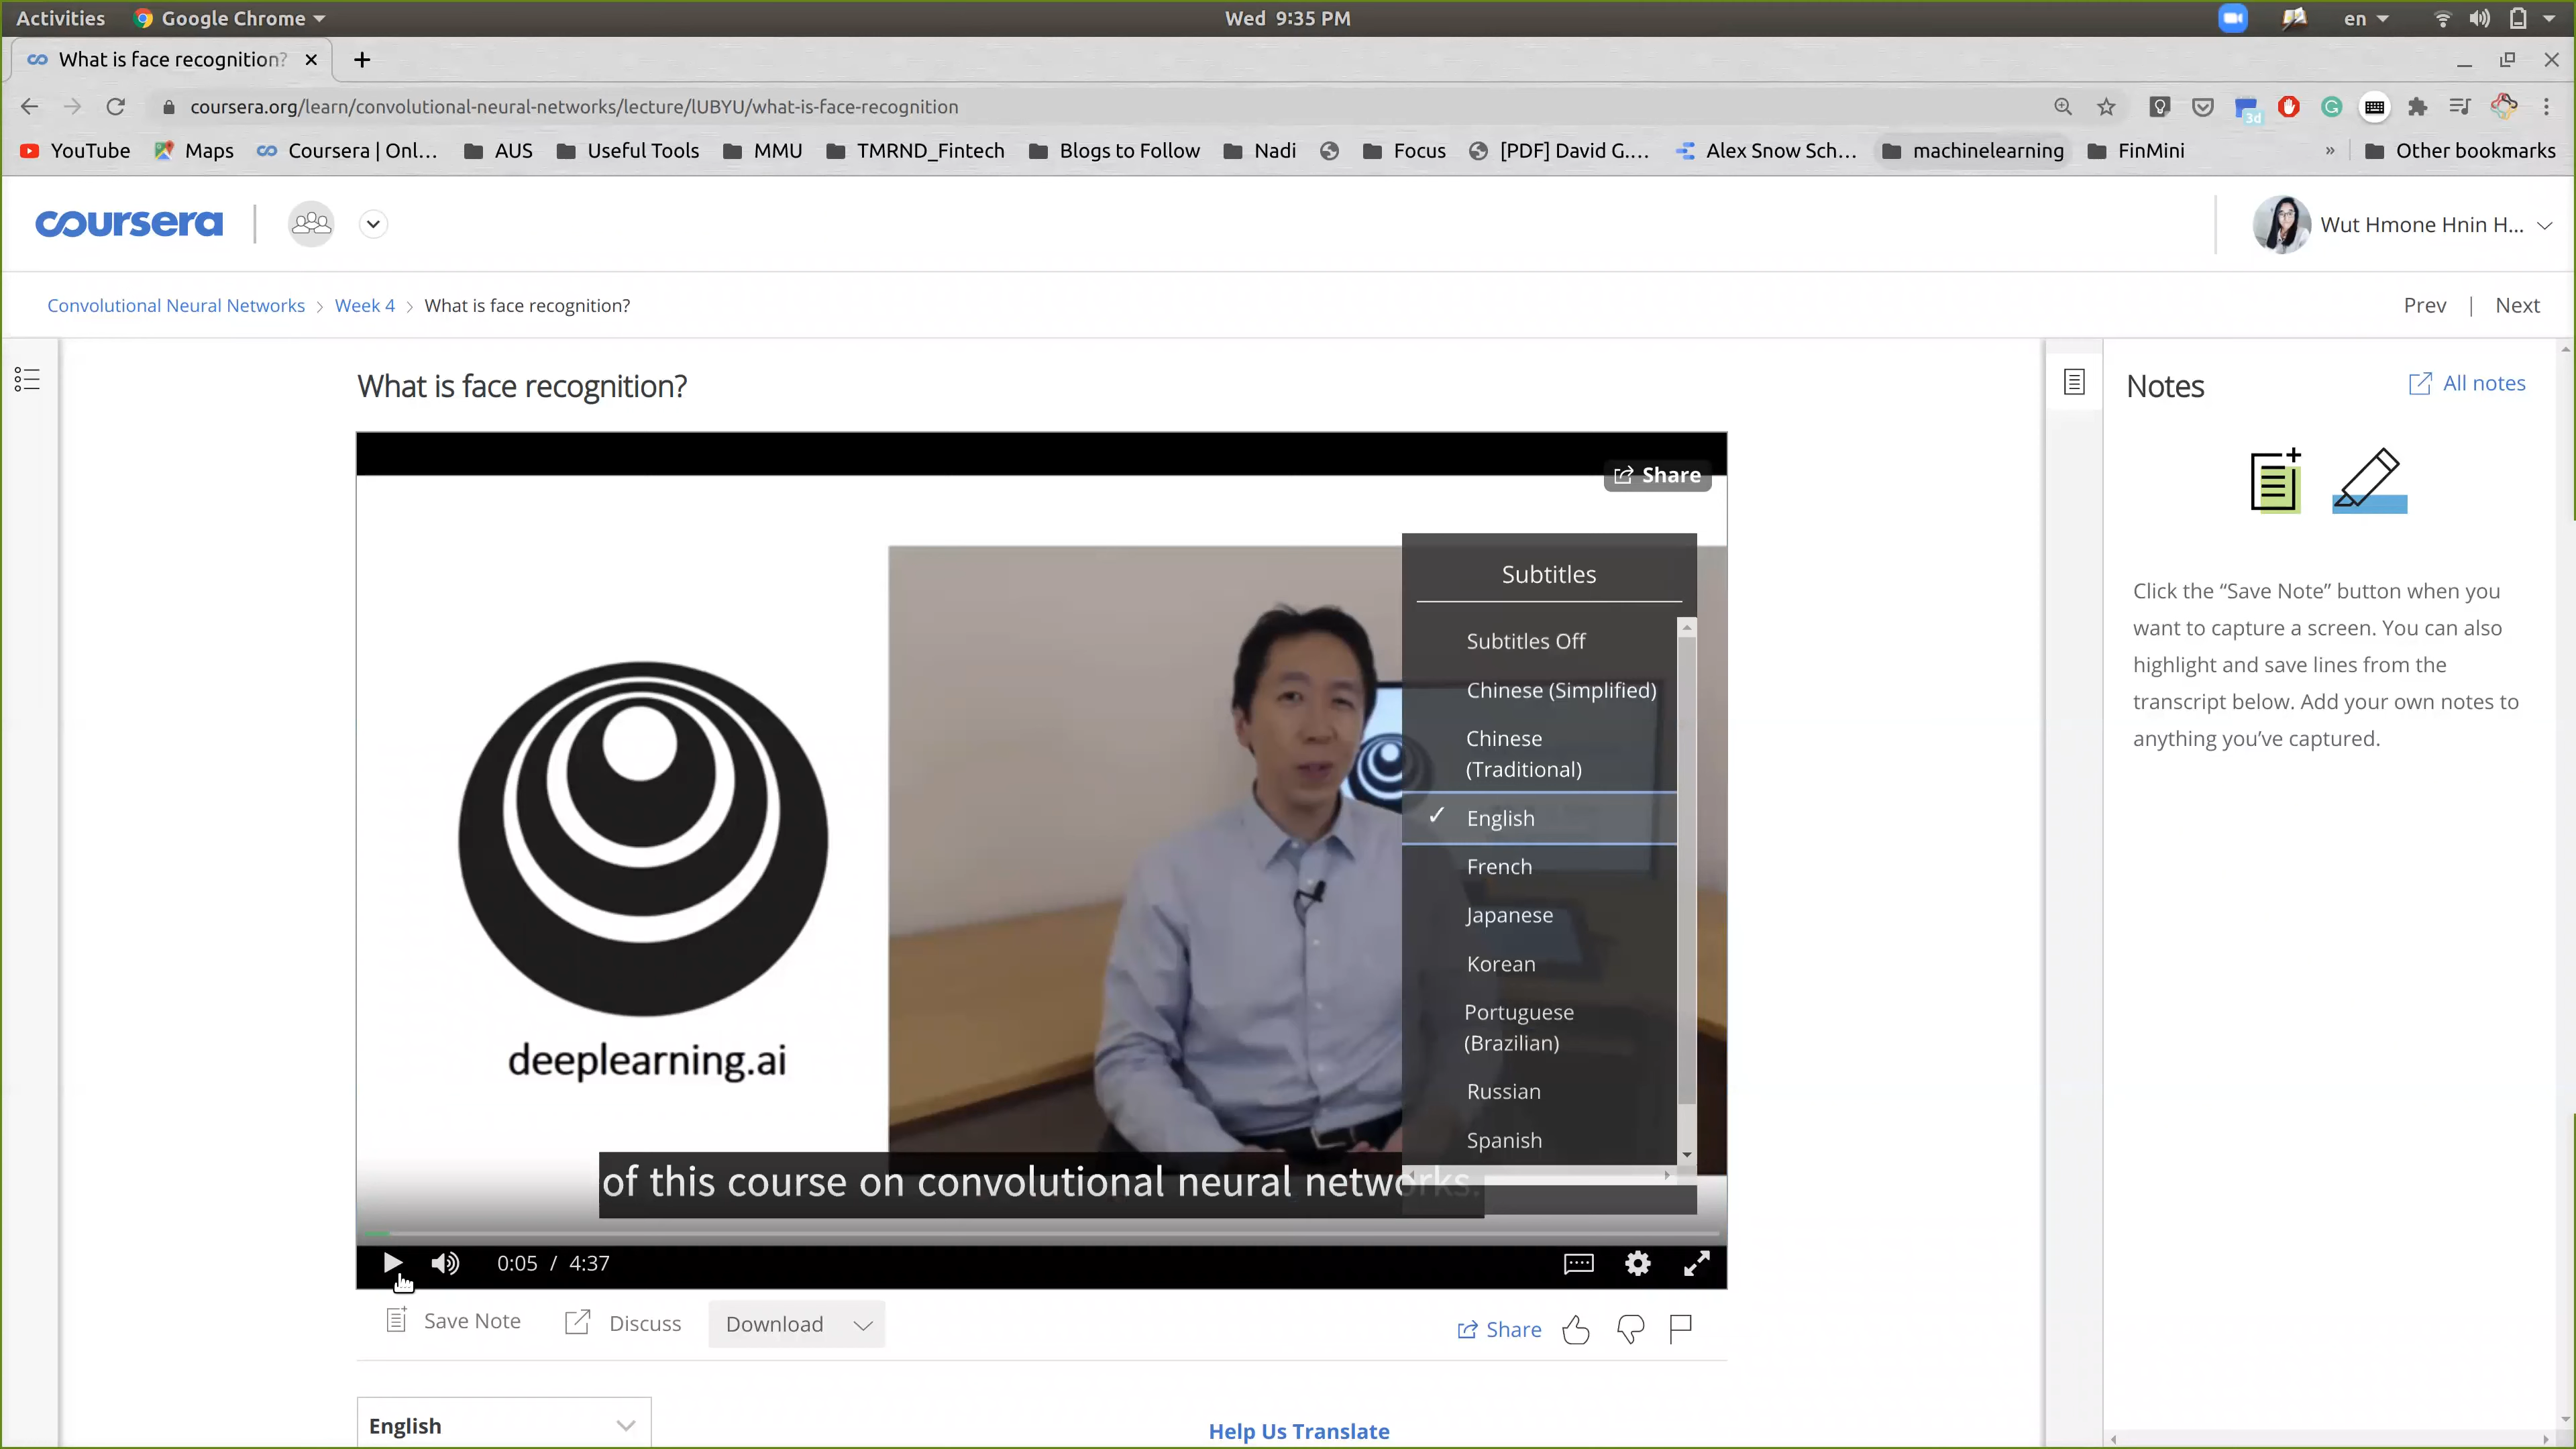 Activities Google Chrome Wed 9:35 PM en
What is face recognition?
coursera.org/learn/convolutional-neural-networks/lecture/lUBYU/what-is-face-recognition
3d
YouTube Maps Coursera | Onl... AUS Useful Tools MMU TMRND_Fintech Blogs to Follow Nadi Focus [PDF] David G.... Alex Snow Sch... machinelearning FinMini » Other bookmarks
coursera Wut Hmone Hnin H...
Convolutional Neural Networks > Week 4 > What is face recognition? Prev | Next
What is face recognition?
Share
Subtitles
Subtitles Off
Chinese (Simplified)
Chinese
(Traditional)
✓ English
French
Japanese
Korean
Portuguese
(Brazilian)
Russian
Spanish
deeplearning.ai
of this course on convolutional neural networks.
0:05 / 4:37
Save Note Discuss Download Share
English Help Us Translate
Notes All notes
Click the “Save Note” button when you
want to capture a screen. You can also
highlight and save lines from the
transcript below. Add your own notes to
anything you’ve captured.